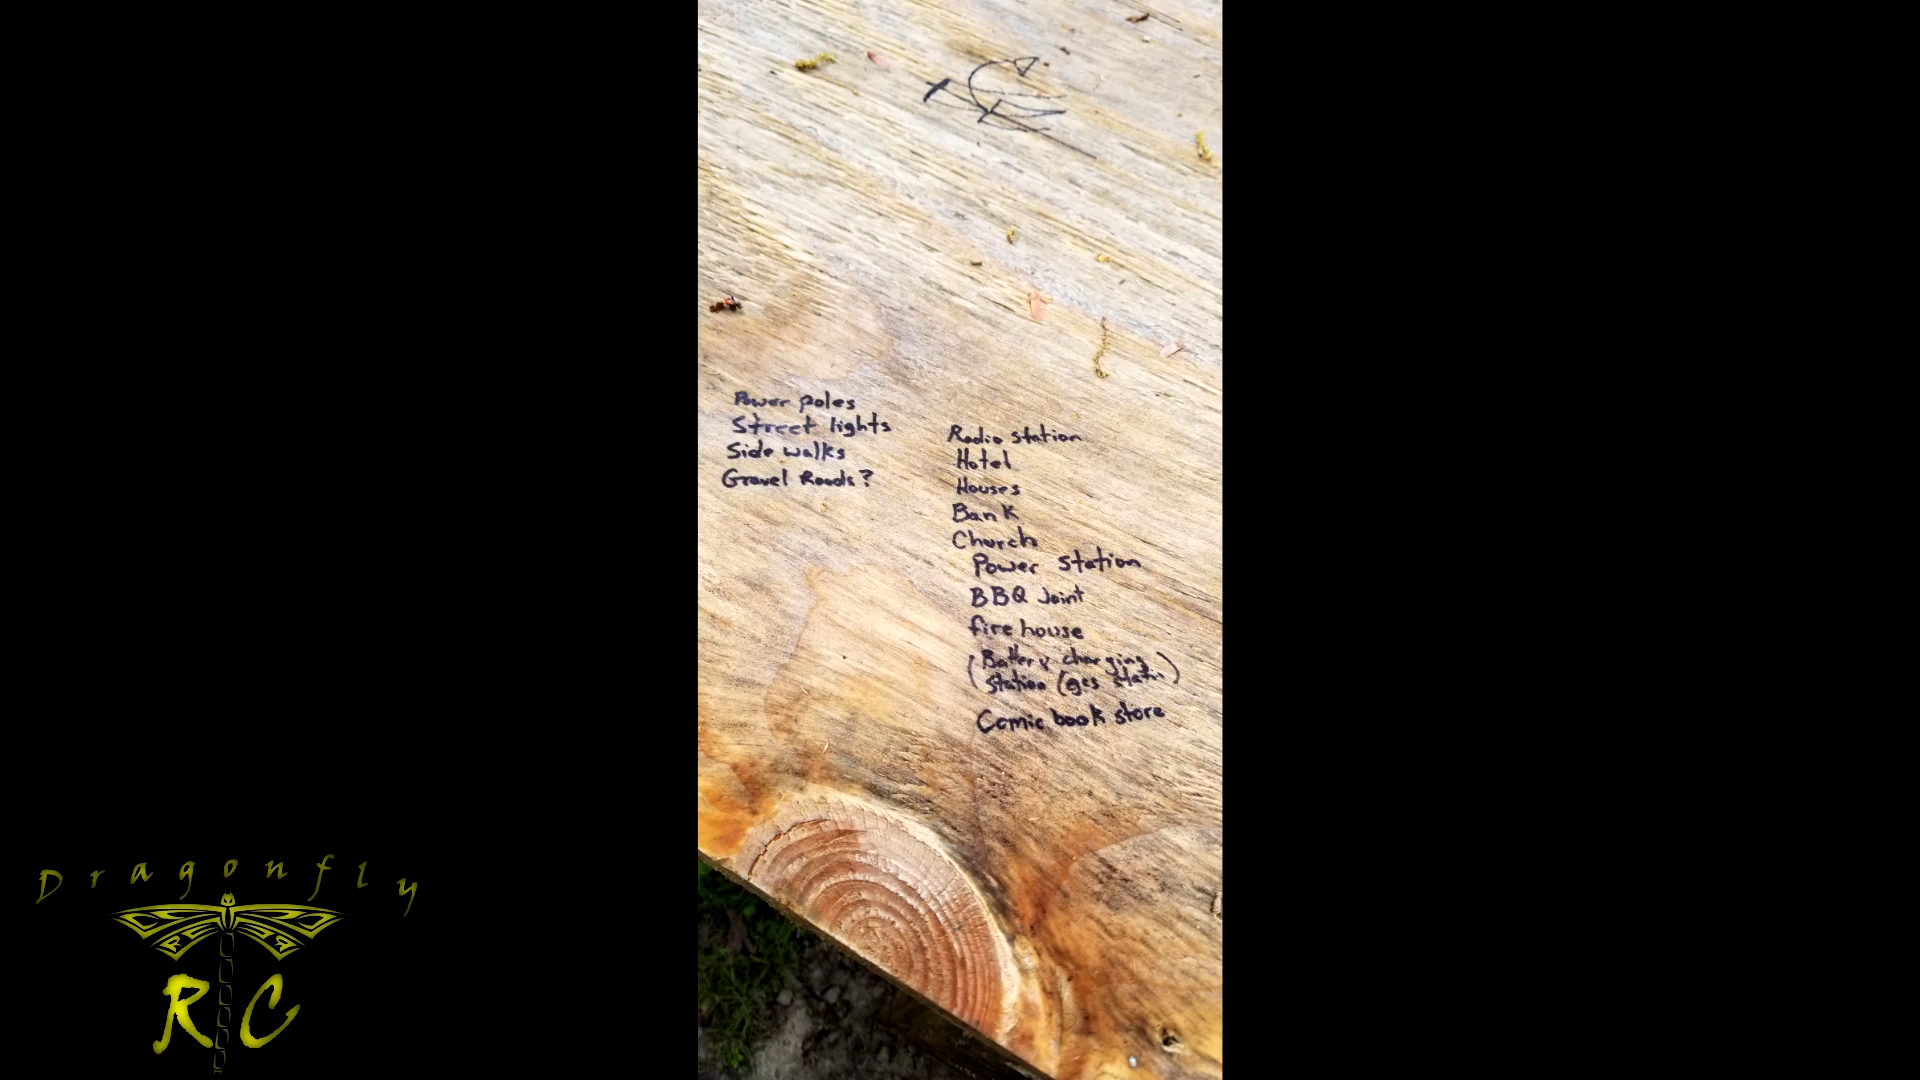 Power poles
Street lights
Side walks
Gravel Roads?
Radio station
Hotel
Houses
Bank
Church
Power Station
BBQ Joint
fire house
(Battery charging
station (gas station)
Comic book store
Dragonfly
RC